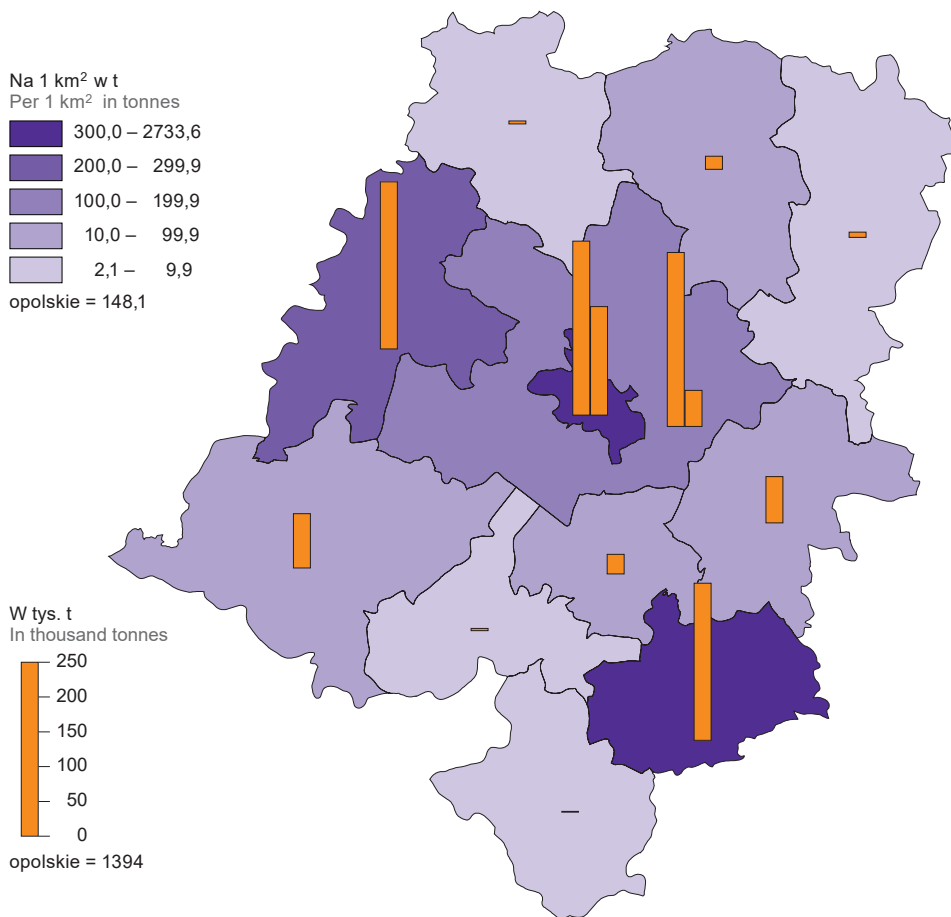 Na 1 km² w t
Per 1 km² in tonnes
300,0 – 2733,6
200,0 – 299,9
100,0 – 199,9
10,0 – 99,9
2,1 – 9,9
opolskie = 148,1
W tys. t
In thousand tonnes
250
200
150
100
50
0
opolskie = 1394